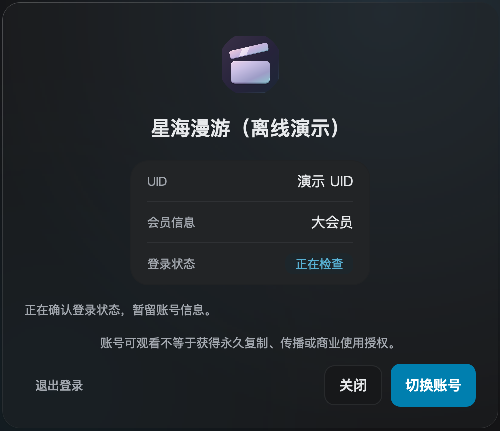 星海漫游（离线演示）
UID 演示 UID
会员信息 大会员
登录状态 正在检查
正在确认登录状态，暂留账号信息。
账号可观看不等于获得永久复制、传播或商业使用授权。
退出登录 关闭 切换账号